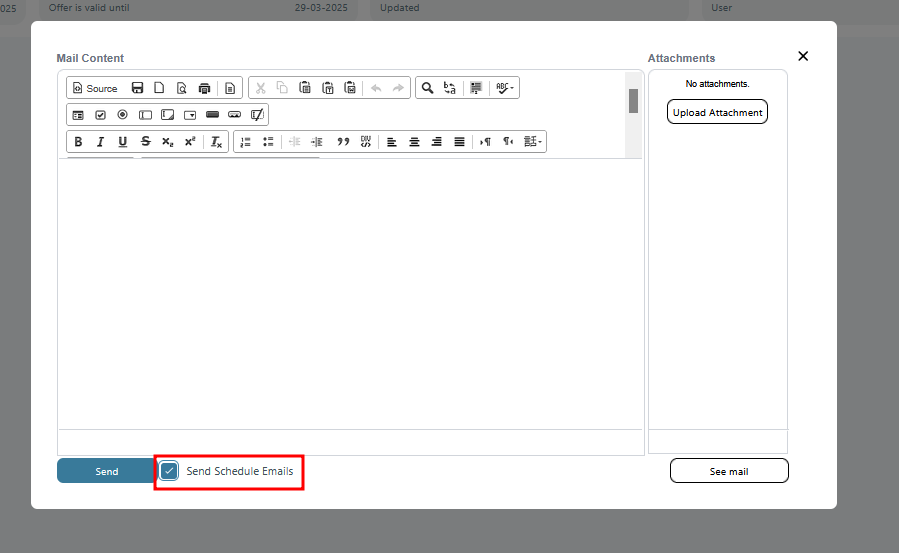 025 Offer is valid until 29-03-2025 Updated User
Mail Content Attachments
Source
No attachments.
Upload Attachment
Send Send Schedule Emails See mail